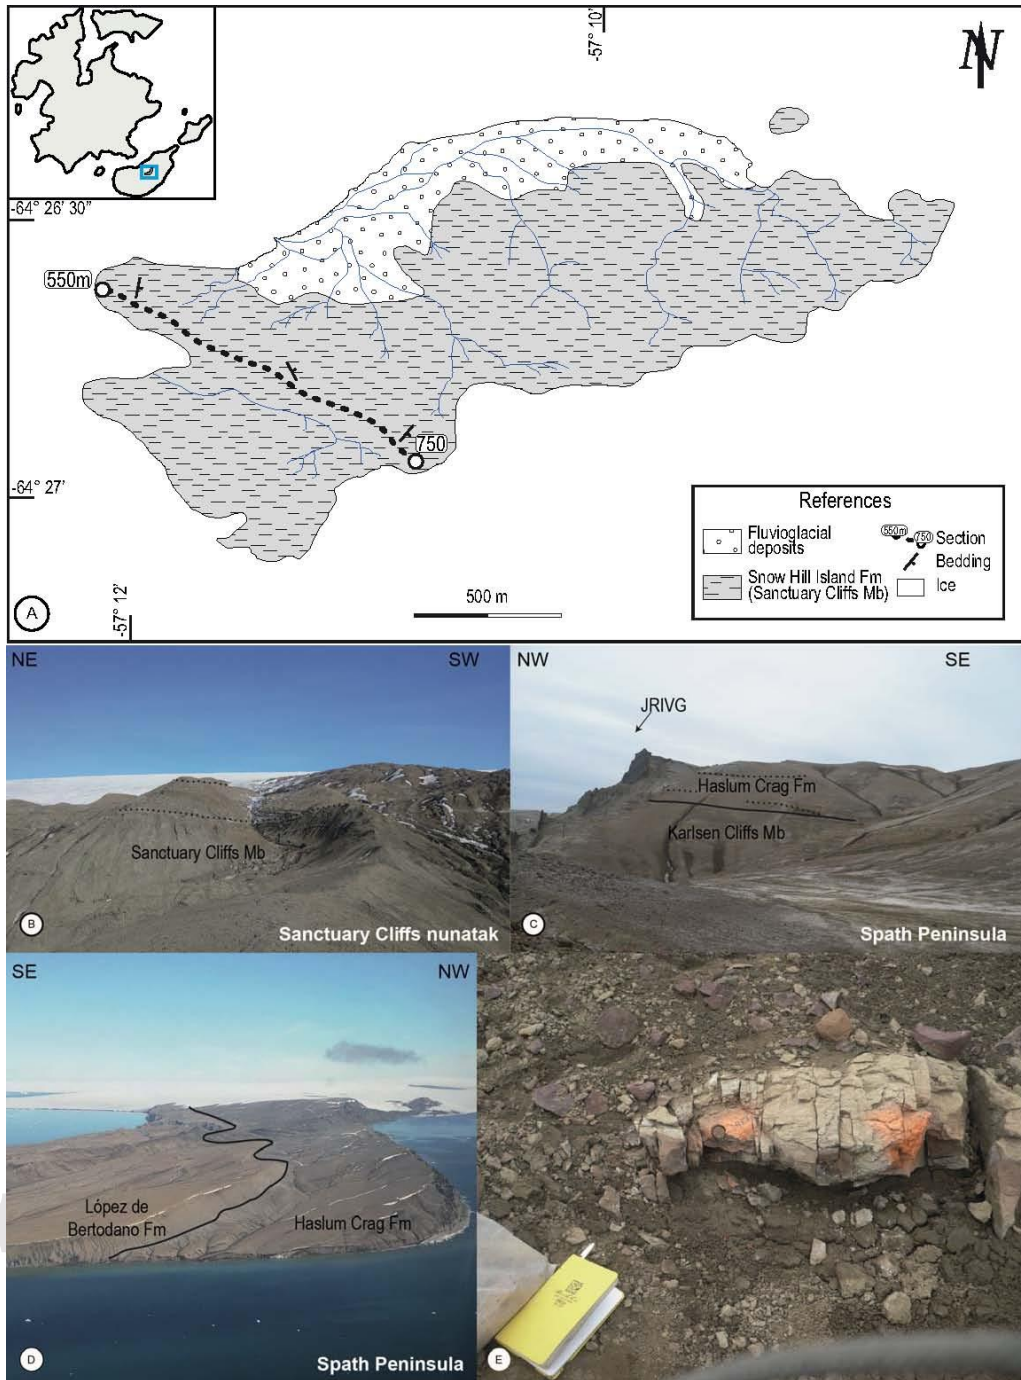 -57° 10'
N
-64° 26' 30"
550m
750
-64° 27'
-57° 12'
500 m
A
References
Fluvioglacial
deposits
Snow Hill Island Fm
(Sanctuary Cliffs Mb)
550m
750
Section
Bedding
Ice
NE
SW
Sanctuary Cliffs Mb
B
Sanctuary Cliffs nunatak
NW
SE
JRIVG
Haslum Crag Fm
Karlsen Cliffs Mb
C
Spath Peninsula
SE
NW
López de
Bertodano Fm
Haslum Crag Fm
D
Spath Peninsula
E